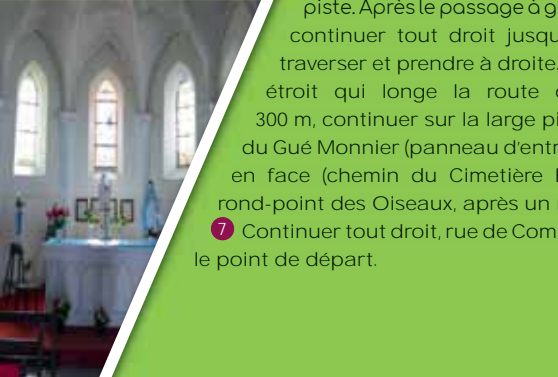 piste. Après le passage à g
continuer tout droit jusqu
traverser et prendre à droite.
étroit qui longe la route
300 m, continuer sur la large pi
du Gué Monnier (panneau d'entr
en face (chemin du Cimetière
rond-point des Oiseaux, après un
7 Continuer tout droit, rue de Com
le point de départ.